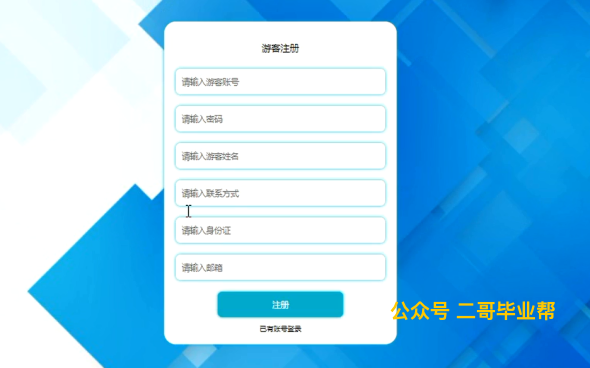 游客注册
请输入游客账号
请输入密码
请输入游客姓名
请输入联系方式
请输入身份证
请输入邮箱
注册
公众号 二哥毕业帮
已有账号登录